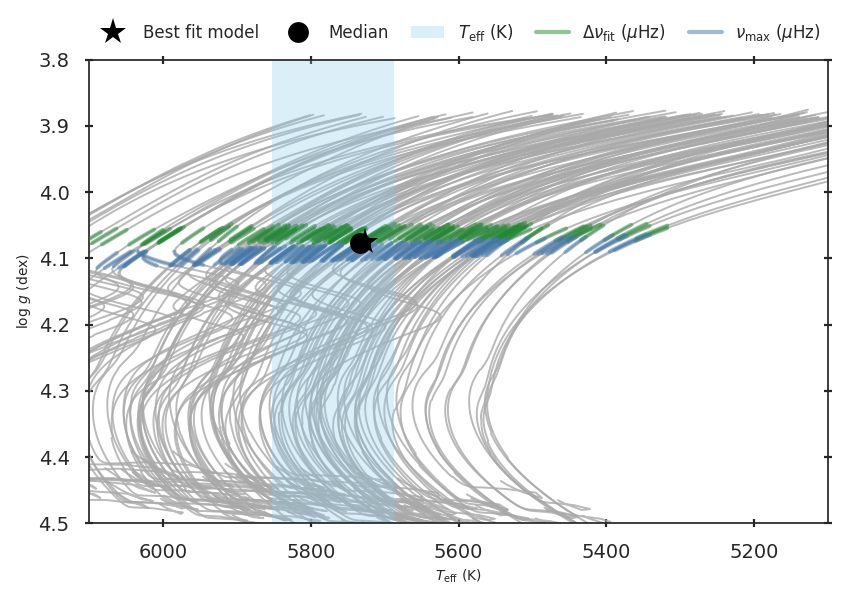 Best fit model Median T_eff (K) Δν_fit (μHz) ν_max (μHz)
3.8
3.9
4.0
4.1
4.2
4.3
4.4
4.5
log g (dex)
6000 5800 5600 5400 5200
T_eff (K)